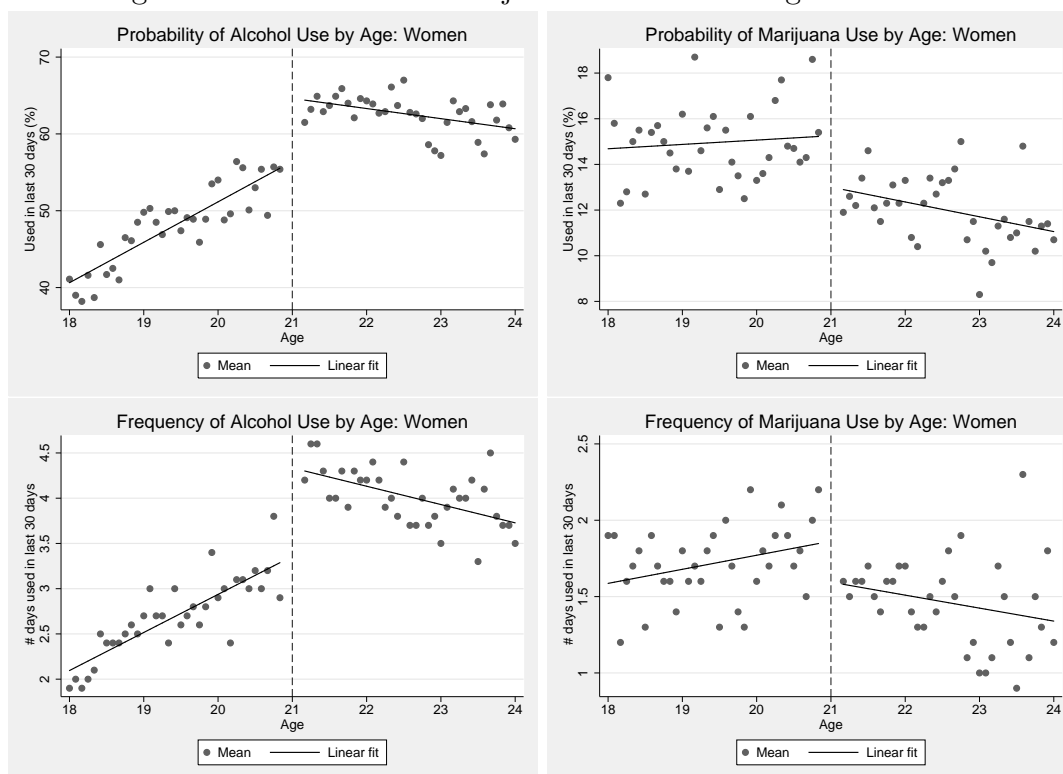 Probability of Alcohol Use by Age: Women
Used in last 30 days (%)
70
60
50
40
18 19 20 21 22 23 24
Age
Mean Linear fit
Probability of Marijuana Use by Age: Women
Used in last 30 days (%)
18
16
14
12
10
8
18 19 20 21 22 23 24
Age
Mean Linear fit
Frequency of Alcohol Use by Age: Women
# days used in last 30 days
4.5
4
3.5
3
2.5
2
18 19 20 21 22 23 24
Age
Mean Linear fit
Frequency of Marijuana Use by Age: Women
# days used in last 30 days
2.5
2
1.5
1
18 19 20 21 22 23 24
Age
Mean Linear fit